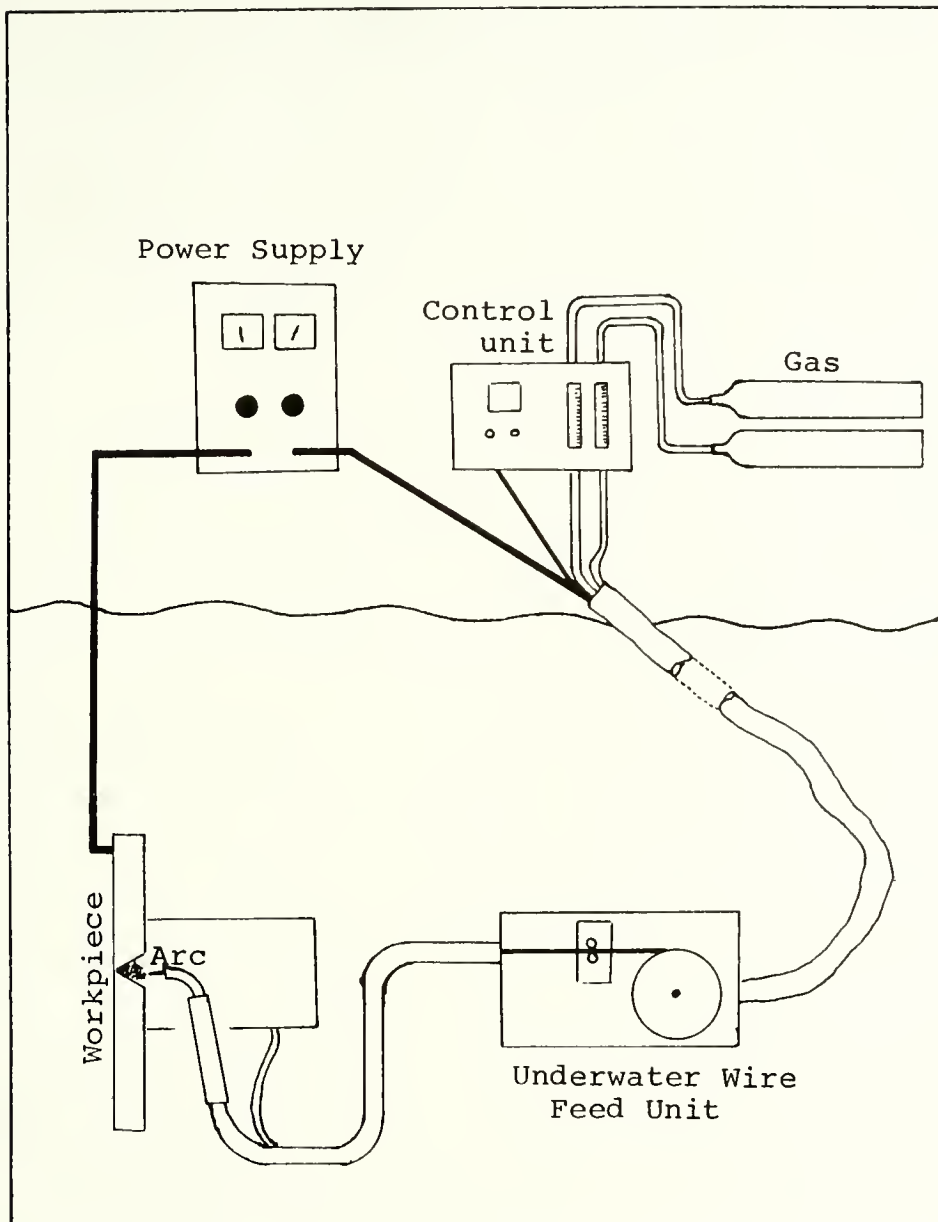 Power Supply
Control
unit
Gas
Workpiece
Arc
Underwater Wire
Feed Unit